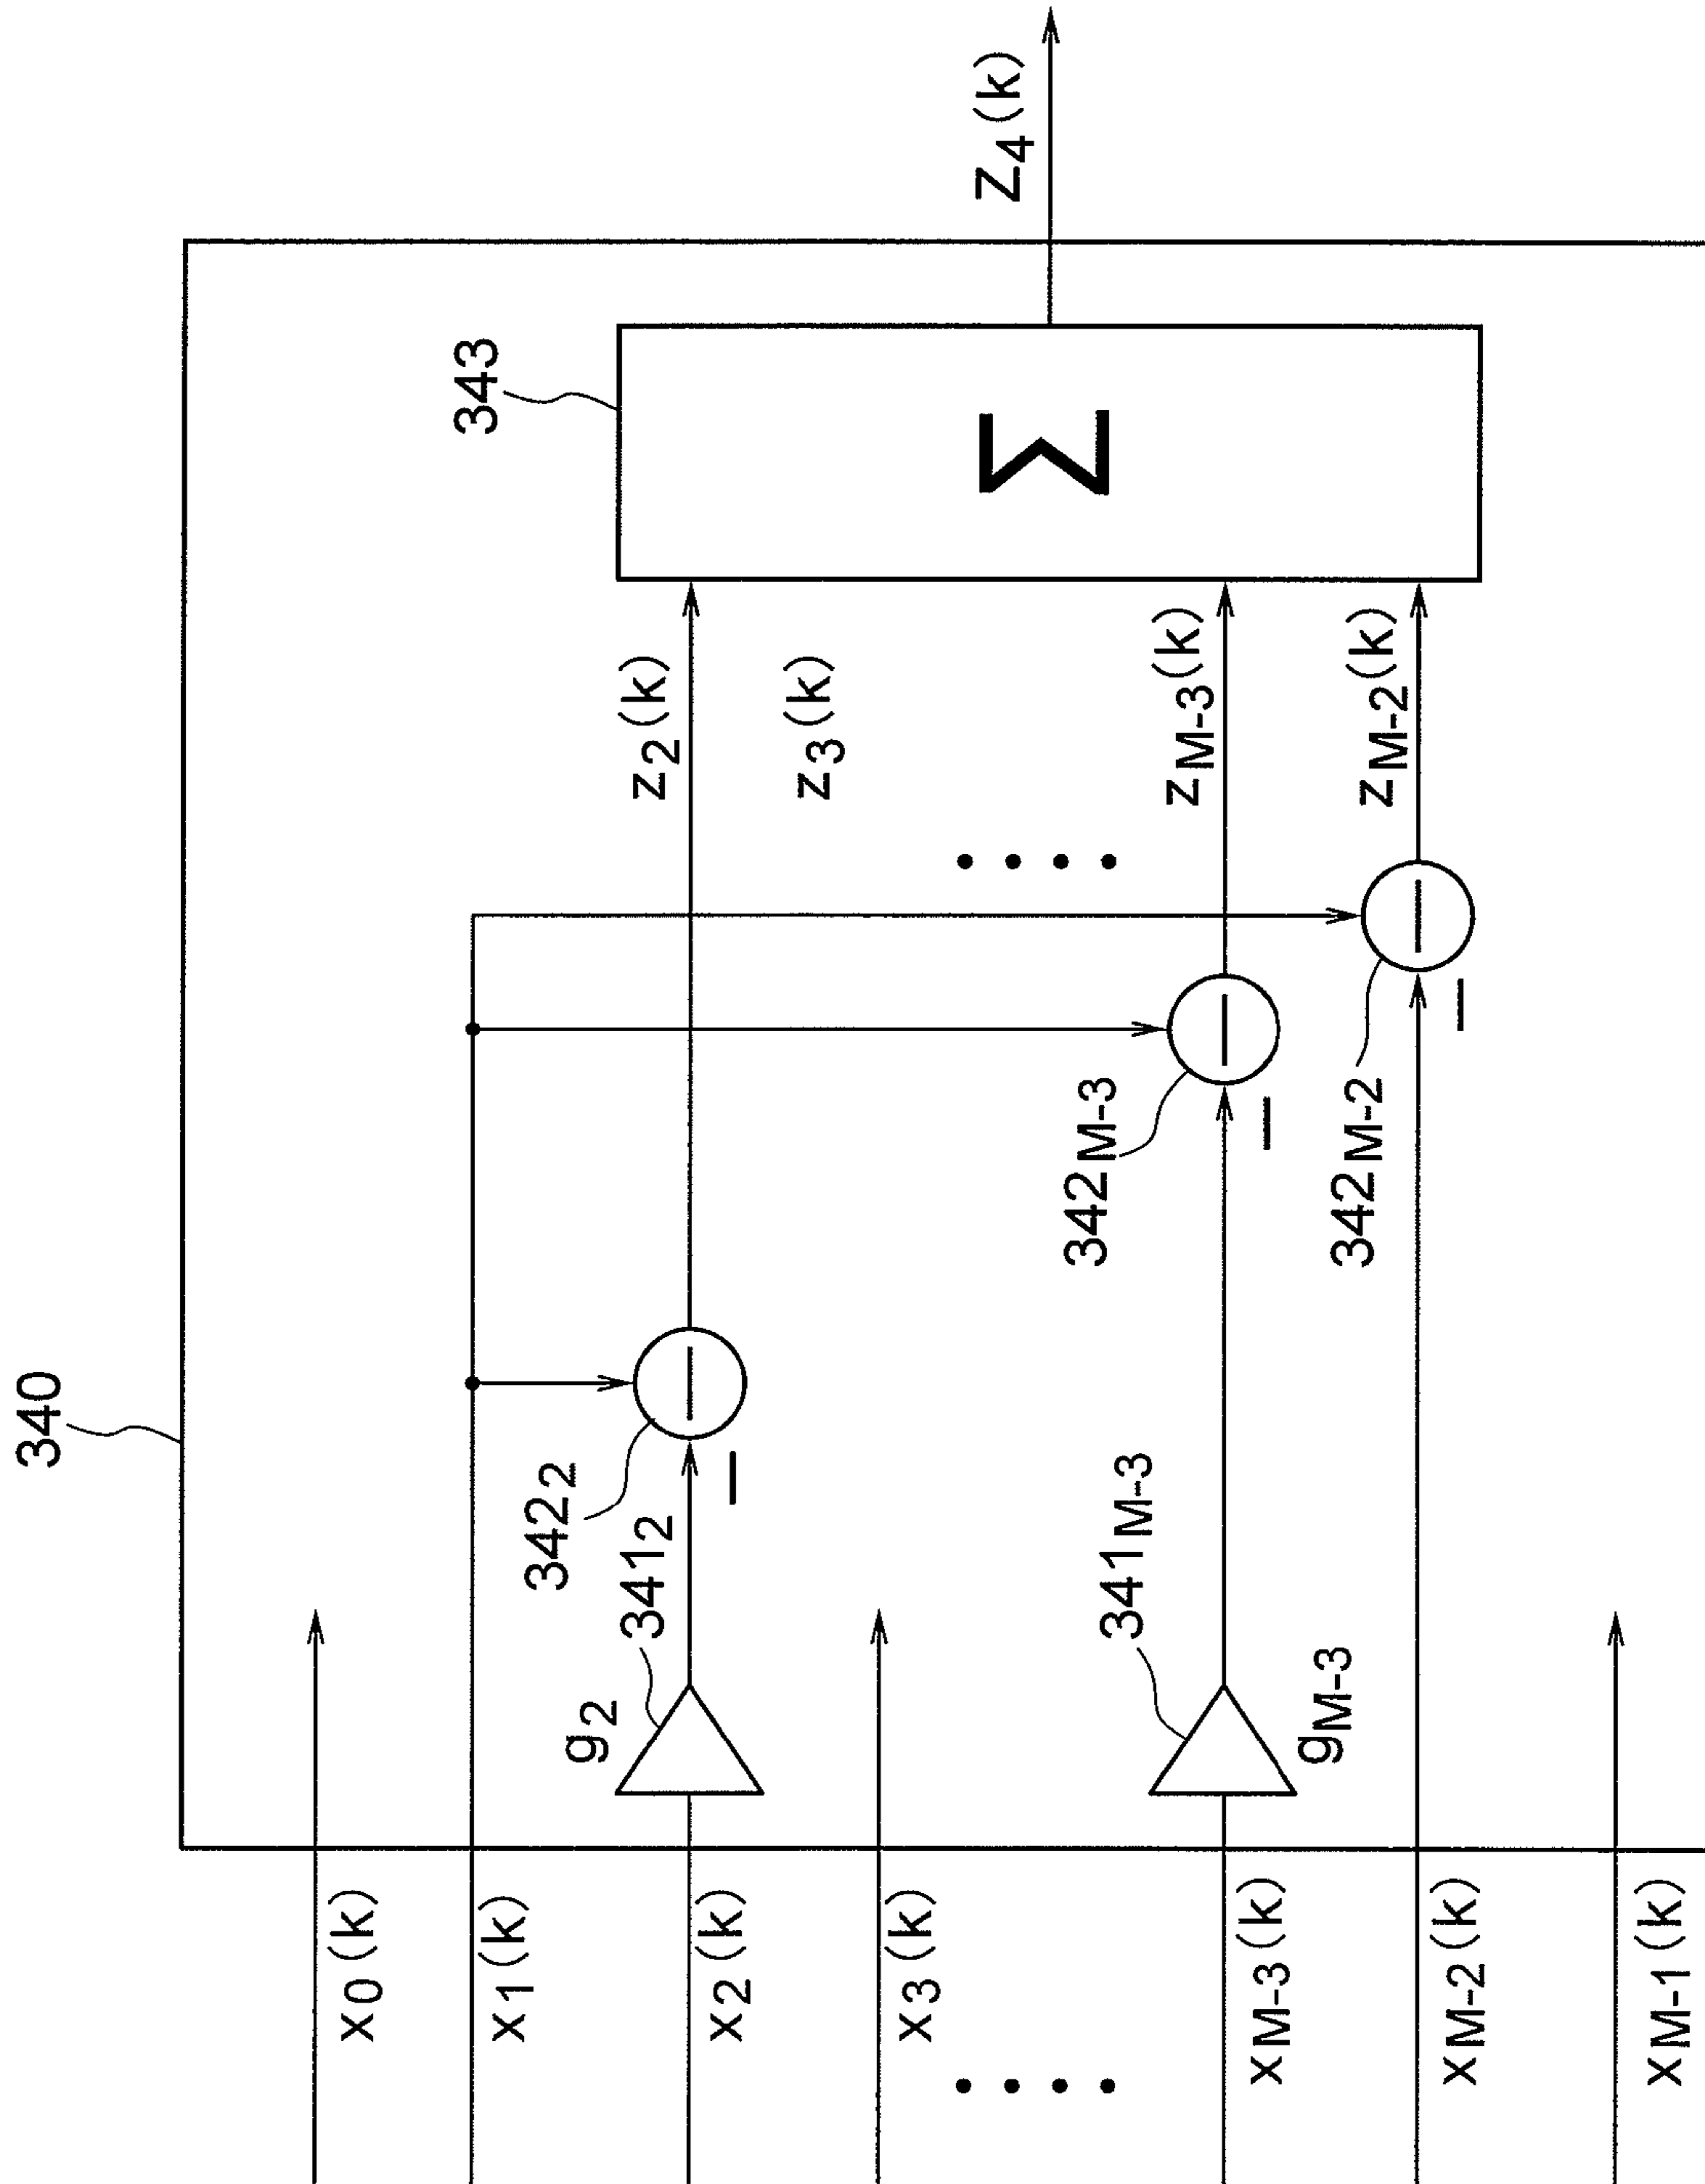 340
x0(k)
x1(k)
x2(k)
x3(k)
....
xM-3(k)
xM-2(k)
xM-1(k)
g2
3412
3422
341M-3
gM-3
342M-3
342M-2
—
—
—
—
—
—
z2(k)
z3(k)
....
zM-3(k)
zM-2(k)
343
Σ
Z4(k)